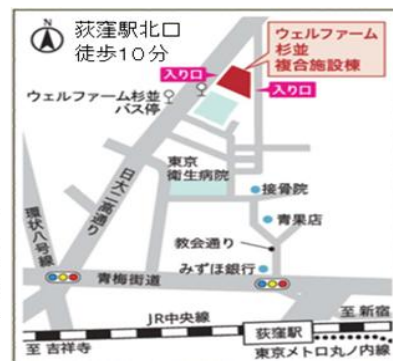 N
荻窪駅北口
徒歩10分
ウェルファーム
杉並
複合施設棟
入り口
入り口
ウェルファーム杉並
バス停
東京
衛生病院
日大二高通り
接骨院
青果店
環状八号線
教会通り
みずほ銀行
青梅街道
JR中央線
至 新宿
荻窪駅
至 吉祥寺
東京メトロ丸ノ内線